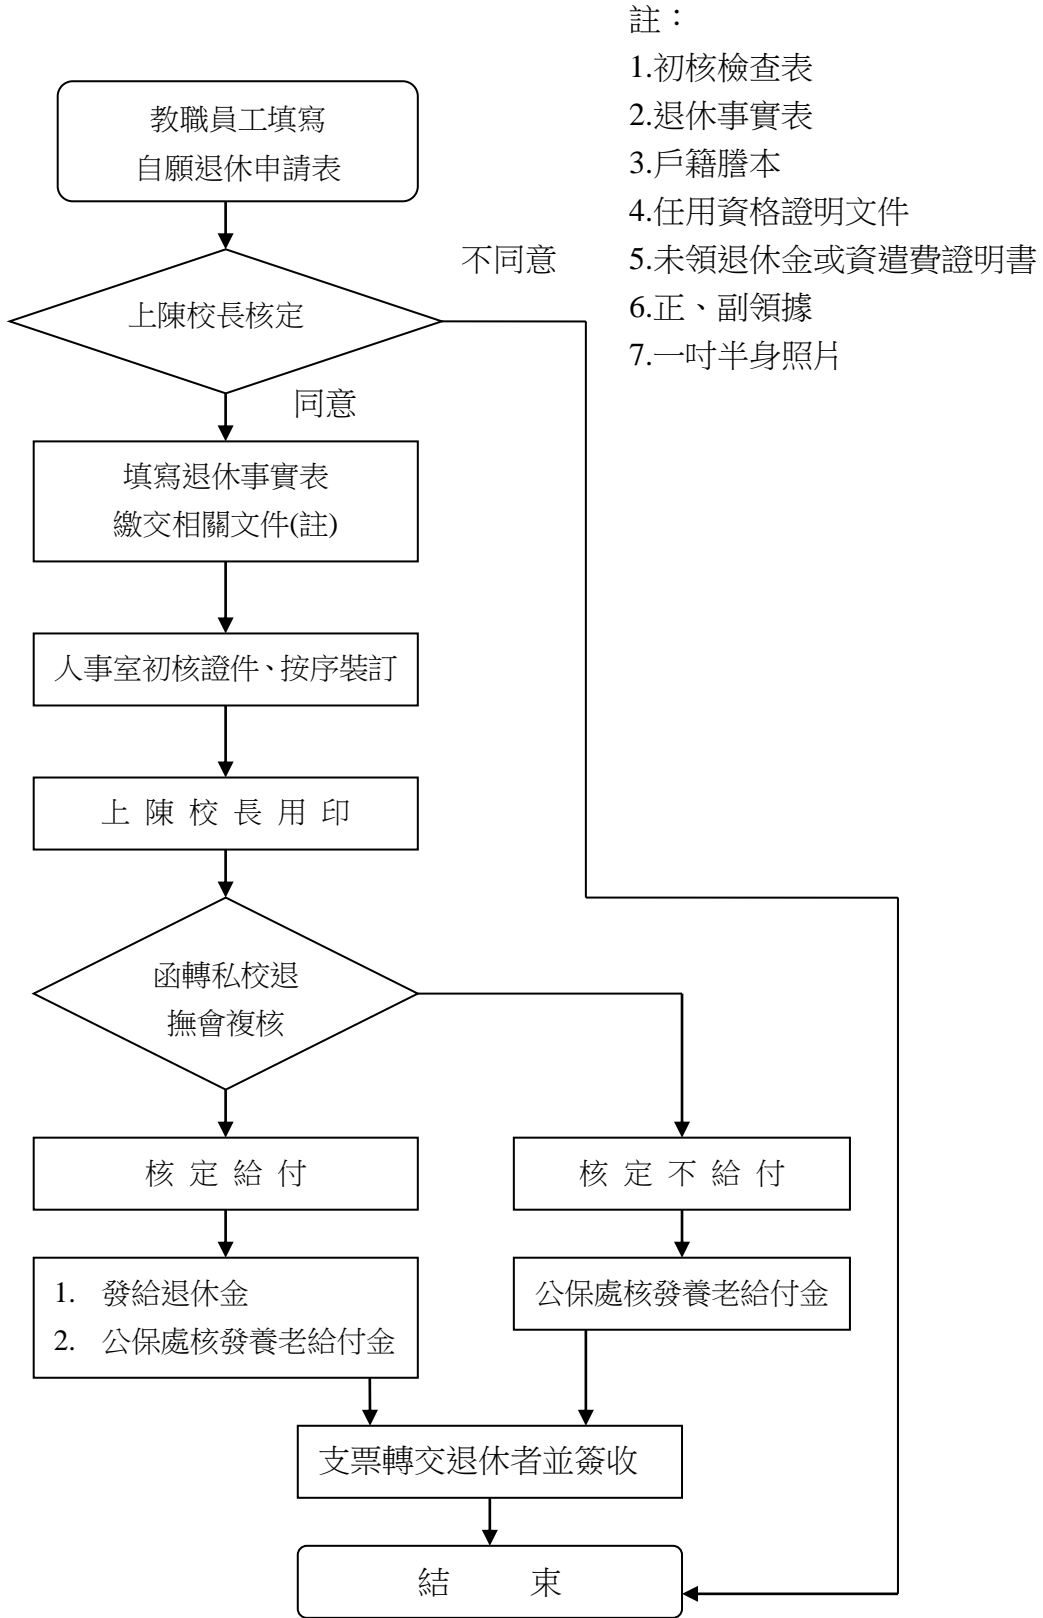 註：
1.初核檢查表
2.退休事實表
3.戶籍謄本
4.任用資格證明文件
5.未領退休金或資遣費證明書
6.正、副領據
7.一吋半身照片
教職員工填寫
自願退休申請表
不同意
上陳校長核定
同意
填寫退休事實表
繳交相關文件(註)
人事室初核證件、按序裝訂
上 陳 校 長 用 印
函轉私校退
撫會複核
核 定 給 付
核 定 不 給 付
1. 發給退休金
2. 公保處核發養老給付金
公保處核發養老給付金
支票轉交退休者並簽收
結 束